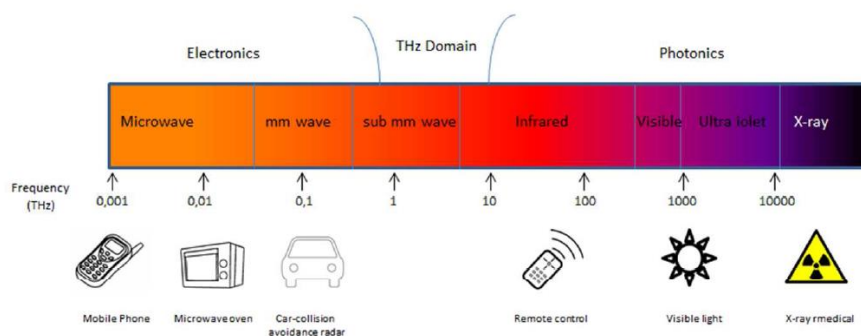 Electronics
THz Domain
Photonics
Microwave
mm wave
sub mm wave
Infrared
Visible
Ultra iolet
X-ray
Frequency
(THz)
0,001
0,01
0,1
1
10
100
1000
10000
Mobile Phone
Microwave oven
Car-collision
avoidance radar
Remote control
Visible light
X-ray rmedical